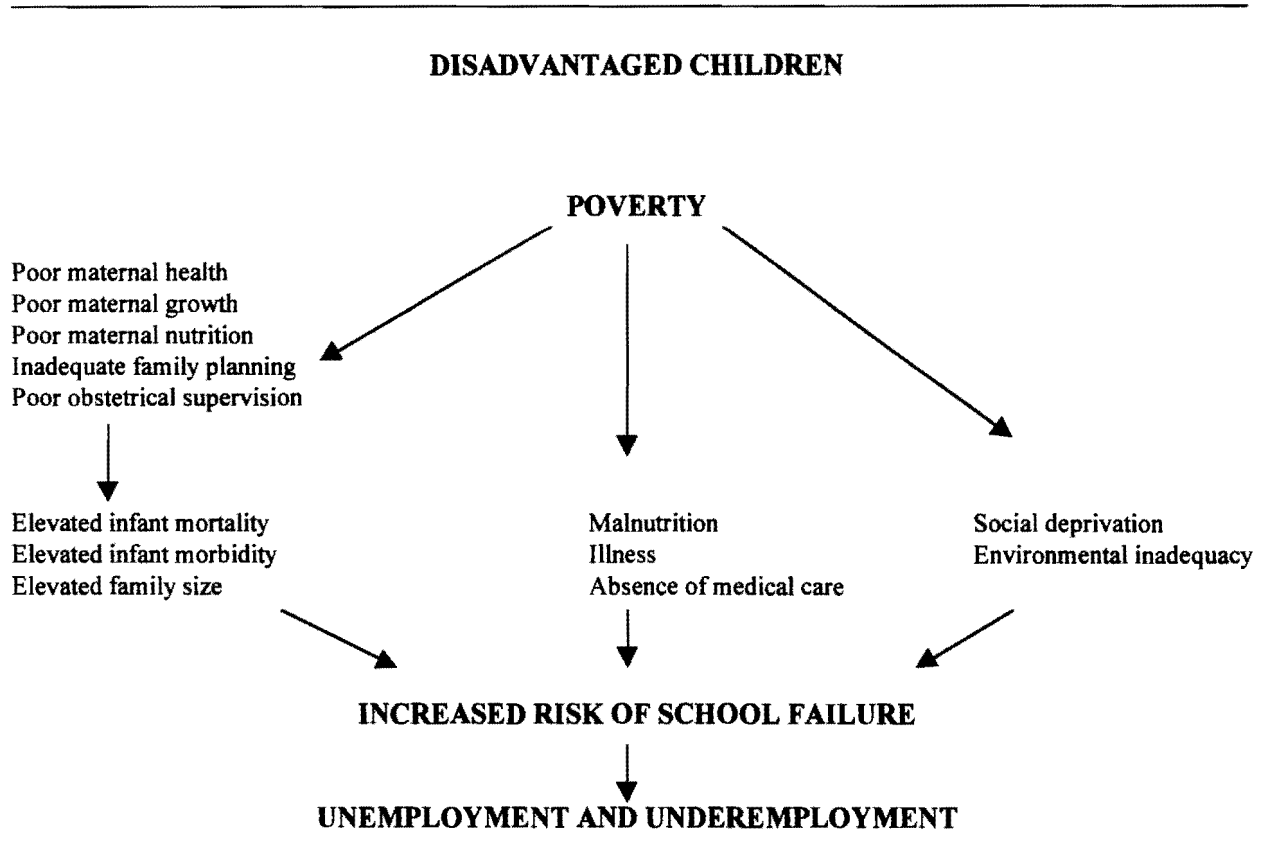 DISADVANTAGED CHILDREN
POVERTY
Poor maternal health
Poor maternal growth
Poor maternal nutrition
Inadequate family planning
Poor obstetrical supervision
Elevated infant mortality
Elevated infant morbidity
Elevated family size
Malnutrition
Illness
Absence of medical care
Social deprivation
Environmental inadequacy
INCREASED RISK OF SCHOOL FAILURE
UNEMPLOYMENT AND UNDEREMPLOYMENT